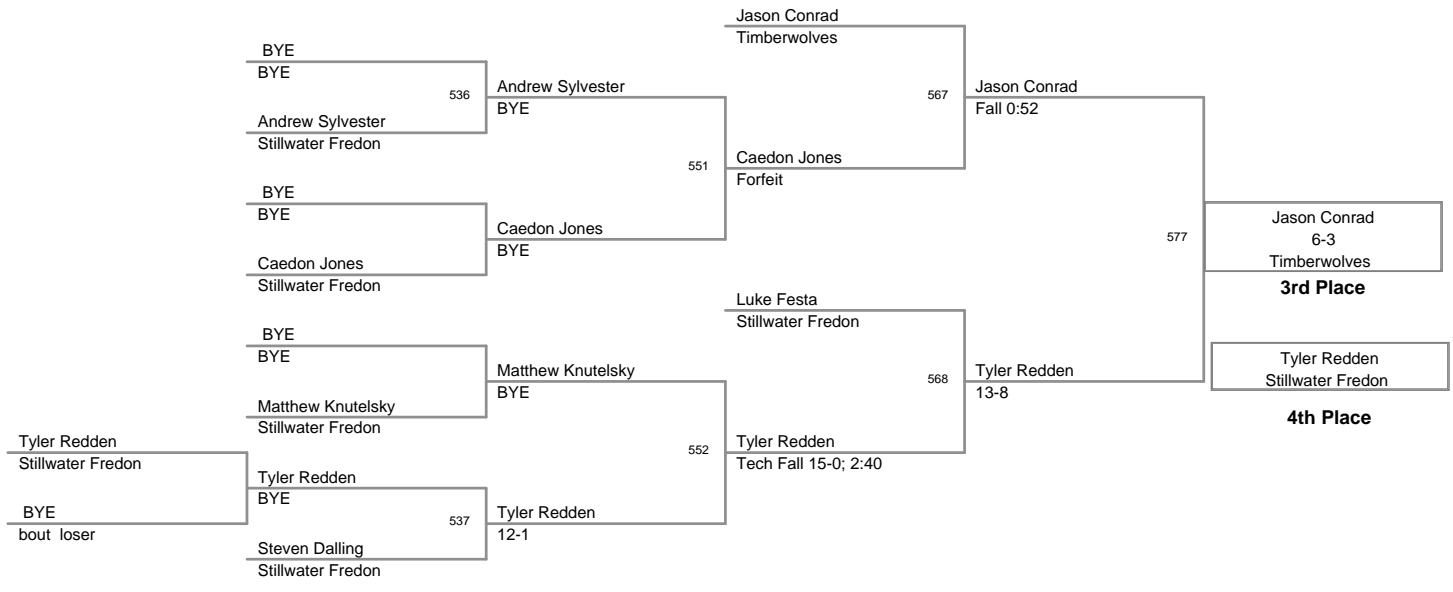 Jason Conrad
Timberwolves
BYE
BYE
536
Andrew Sylvester
BYE
567
Jason Conrad
Fall 0:52
Andrew Sylvester
Stillwater Fredon
551
Caedon Jones
Forfeit
BYE
BYE
Caedon Jones
BYE
577
Jason Conrad
6-3
Timberwolves
3rd Place
Caedon Jones
Stillwater Fredon
Luke Festa
Stillwater Fredon
BYE
BYE
Matthew Knutelsky
BYE
568
Tyler Redden
13-8
Tyler Redden
Stillwater Fredon
4th Place
Matthew Knutelsky
Stillwater Fredon
Tyler Redden
Stillwater Fredon
552
Tyler Redden
Tech Fall 15-0; 2:40
Tyler Redden
BYE
BYE
bout loser
537
Tyler Redden
12-1
Steven Dalling
Stillwater Fredon